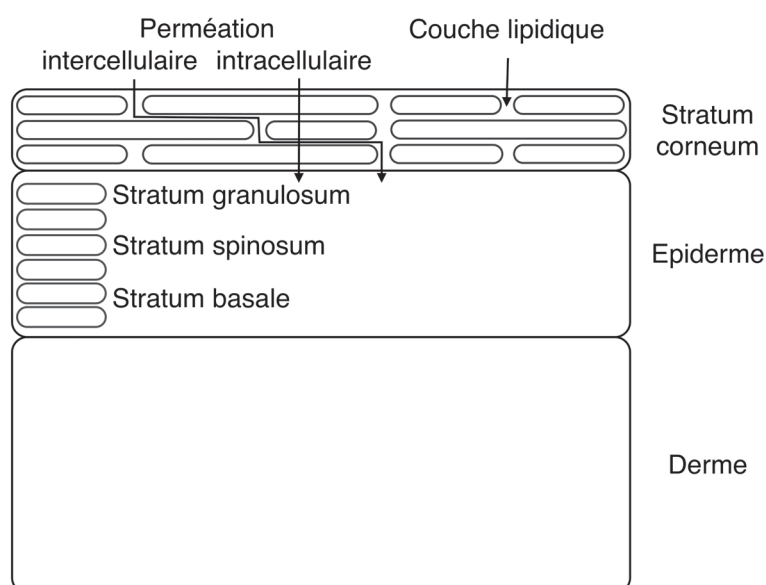 Perméation
intercellulaire intracellulaire
Couche lipidique
Stratum
corneum
Stratum granulosum
Stratum spinosum
Stratum basale
Epiderme
Derme